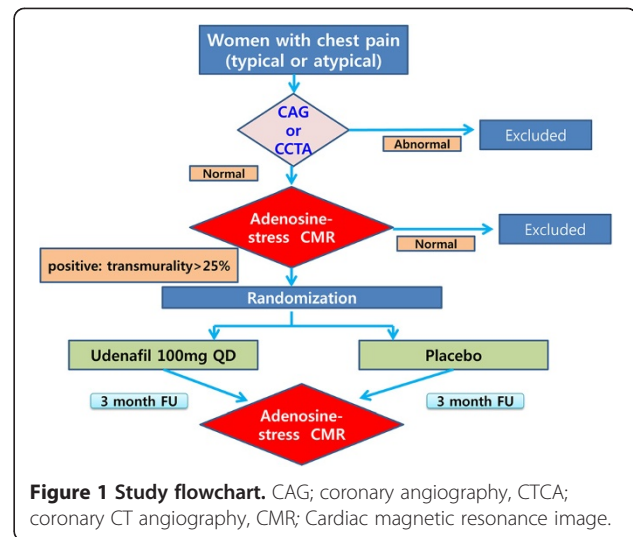 Women with chest pain
(typical or atypical)
CAG
or
CCTA
Abnormal
Excluded
Normal
Adenosine-
stress CMR
Normal
Excluded
positive: transmurality>25%
Randomization
Udenafil 100mg QD
Placebo
3 month FU
3 month FU
Adenosine-
stress CMR
Figure 1 Study flowchart. CAG; coronary angiography, CTCA;
coronary CT angiography, CMR; Cardiac magnetic resonance image.